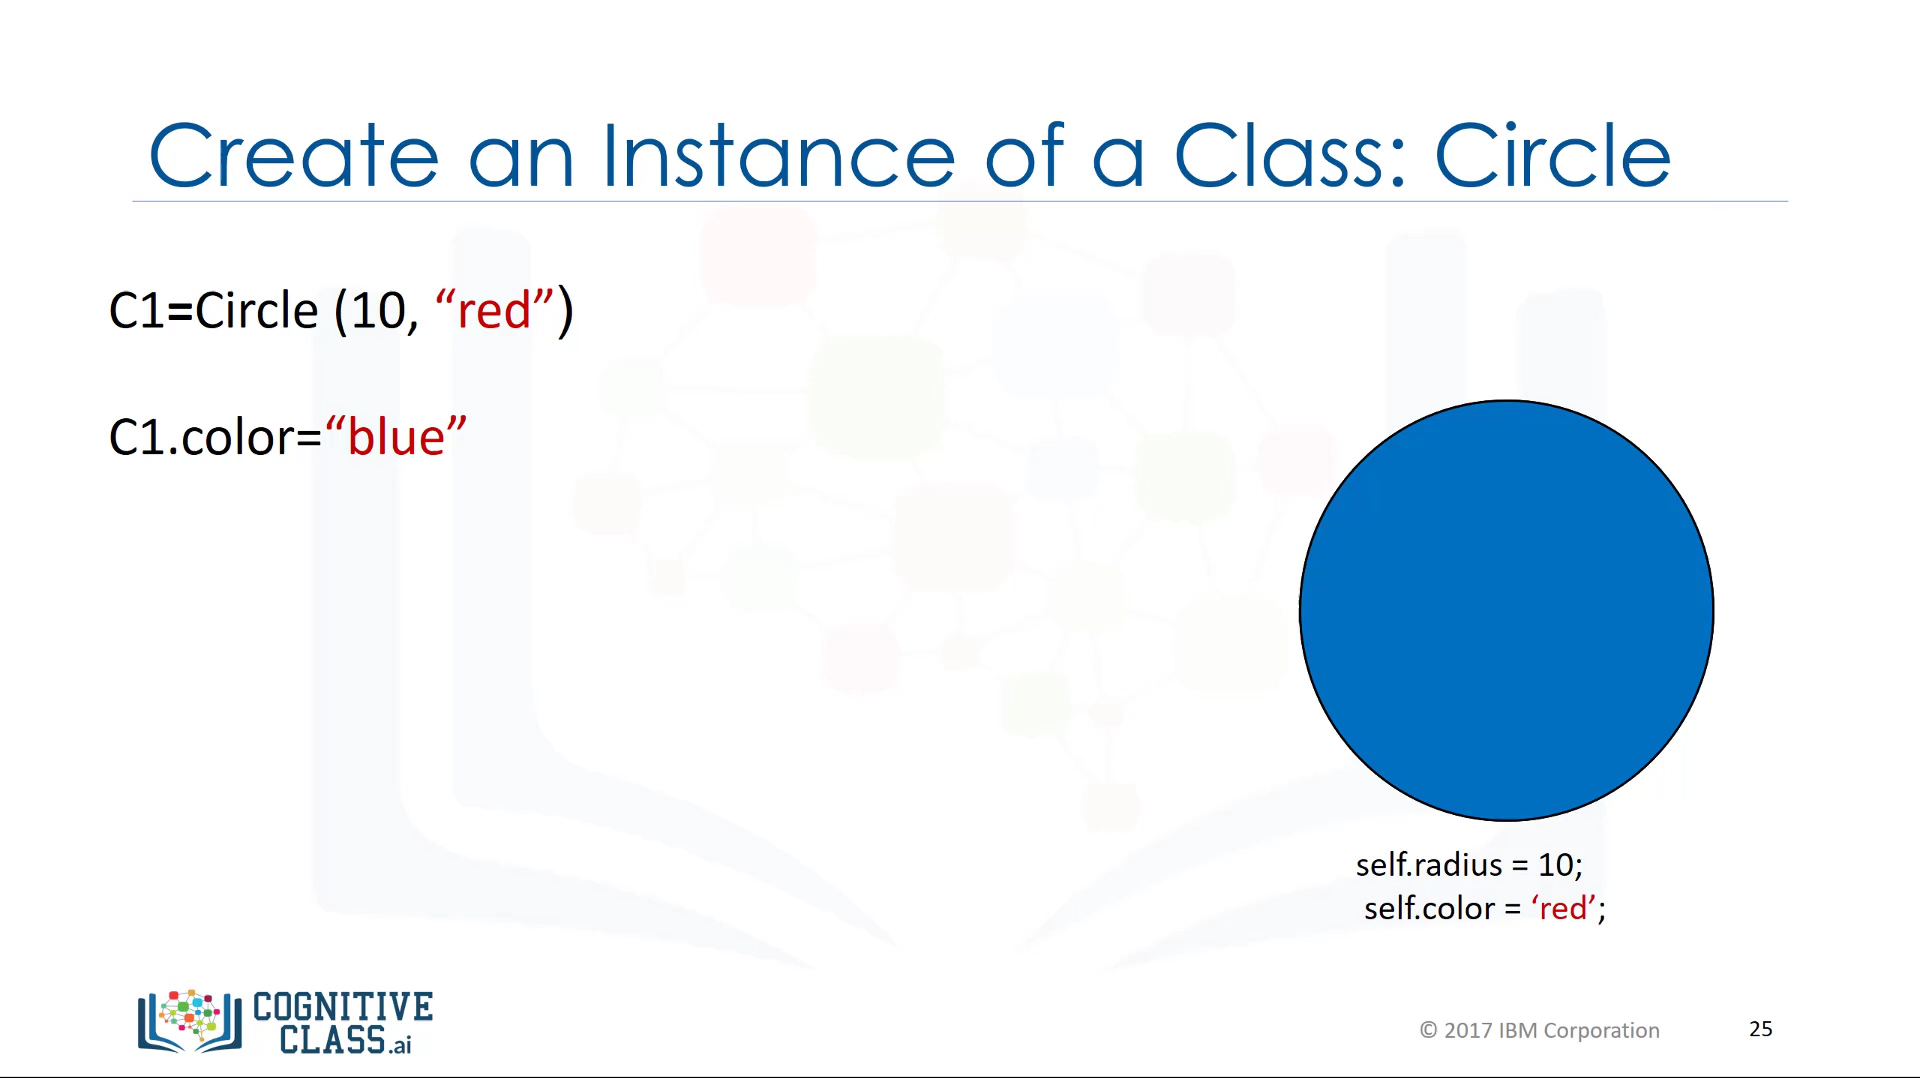 Create an Instance of a Class: Circle
C1=Circle (10, “red”)
C1.color=“blue”
self.radius = 10;
self.color = ‘red’;
COGNITIVE
CLASS.ai
© 2017 IBM Corporation
25